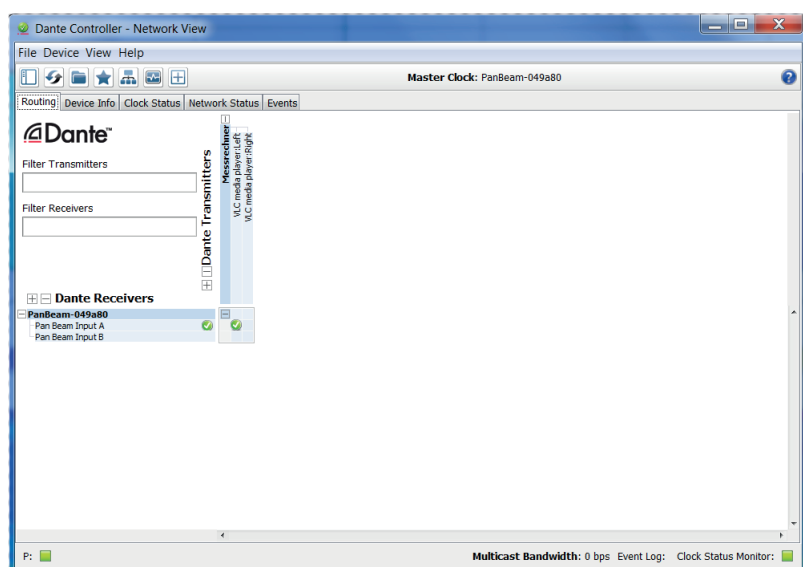 Dante Controller - Network View
File Device View Help
Master Clock: PanBeam-049a80
Routing Device Info Clock Status Network Status Events
Dante™
Filter Transmitters
Filter Receivers
Dante Transmitters
Messrechner
VLC media player:Left
VLC media player:Right
Dante Receivers
PanBeam-049a80
Pan Beam Input A
Pan Beam Input B
P: Multicast Bandwidth: 0 bps Event Log: Clock Status Monitor: